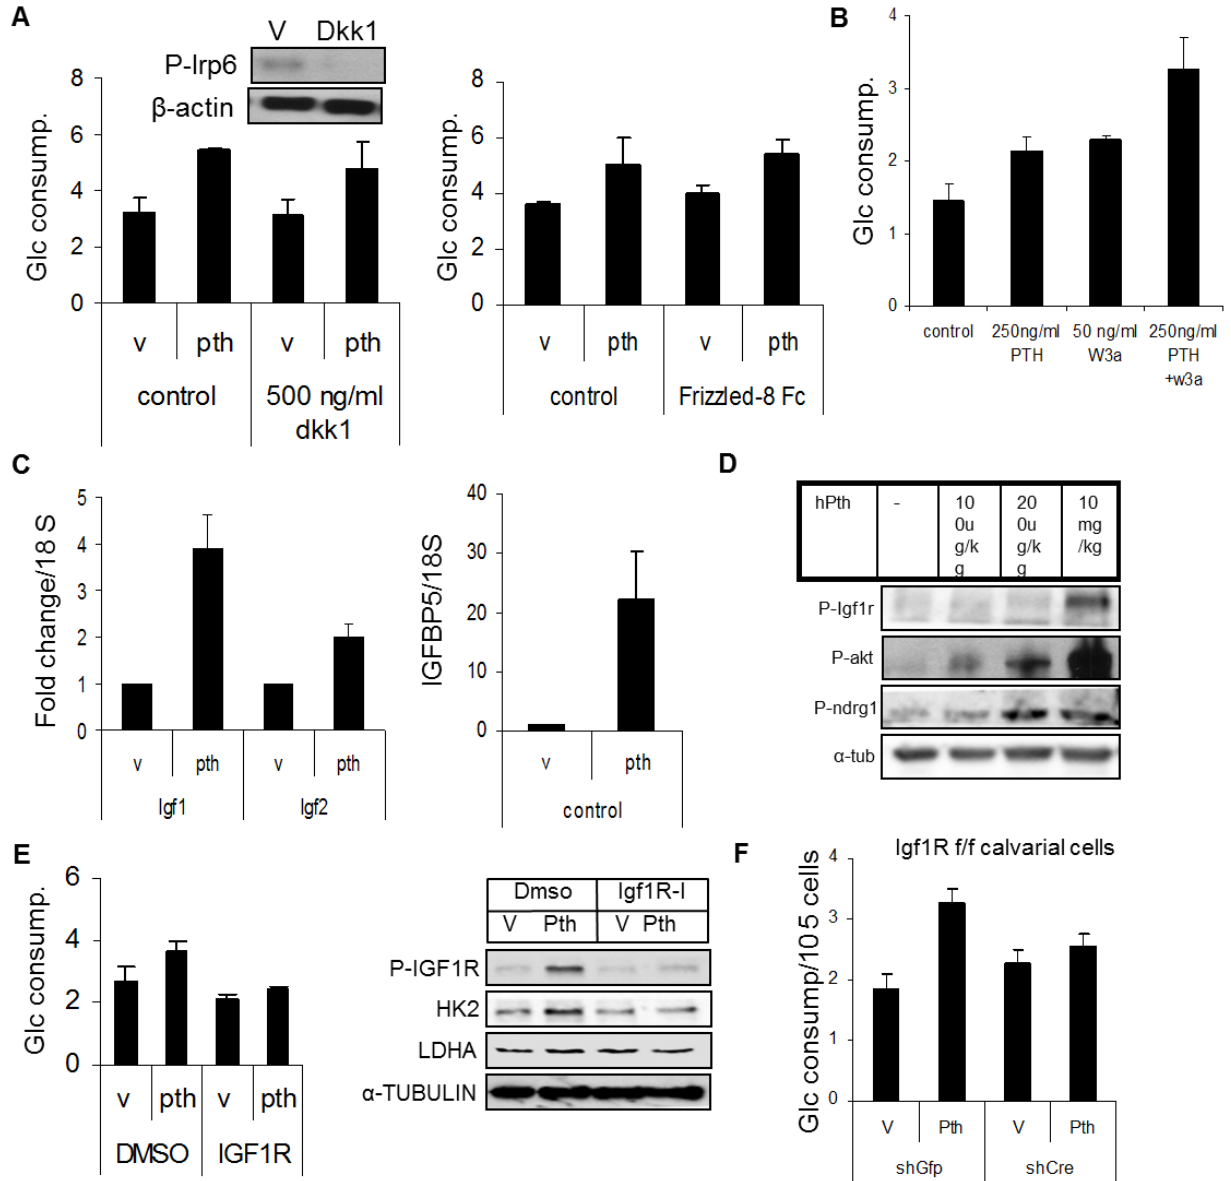 A
V Dkk1
P-lrp6
β-actin
Glc consump.
8
6
4
2
0
v pth v pth
control 500 ng/ml
dkk1
Glc consump.
8
6
4
2
0
v pth v pth
control Frizzled-8 Fc
B
Glc consump.
4
3
2
1
0
control 250ng/ml 50 ng/ml 250ng/ml
PTH W3a PTH
+w3a
C
Fold change/18 S
5
4
3
2
1
0
v pth v pth
Igf1 Igf2
IGFBP5/18S
40
30
20
10
0
v pth
control
D
hPth - 10 20 10
0u 0u mg
g/k g/k /kg
g g
P-Igf1r
P-akt
P-ndrg1
α-tub
E
Glc consump.
6
4
2
0
v pth v pth
DMSO IGF1R
Dmso Igf1R-I
V Pth V Pth
P-IGF1R
HK2
LDHA
α-TUBULIN
F
Igf1R f/f calvarial cells
Glc consump/10 5 cells
4
3
2
1
0
V Pth V Pth
shGfp shCre